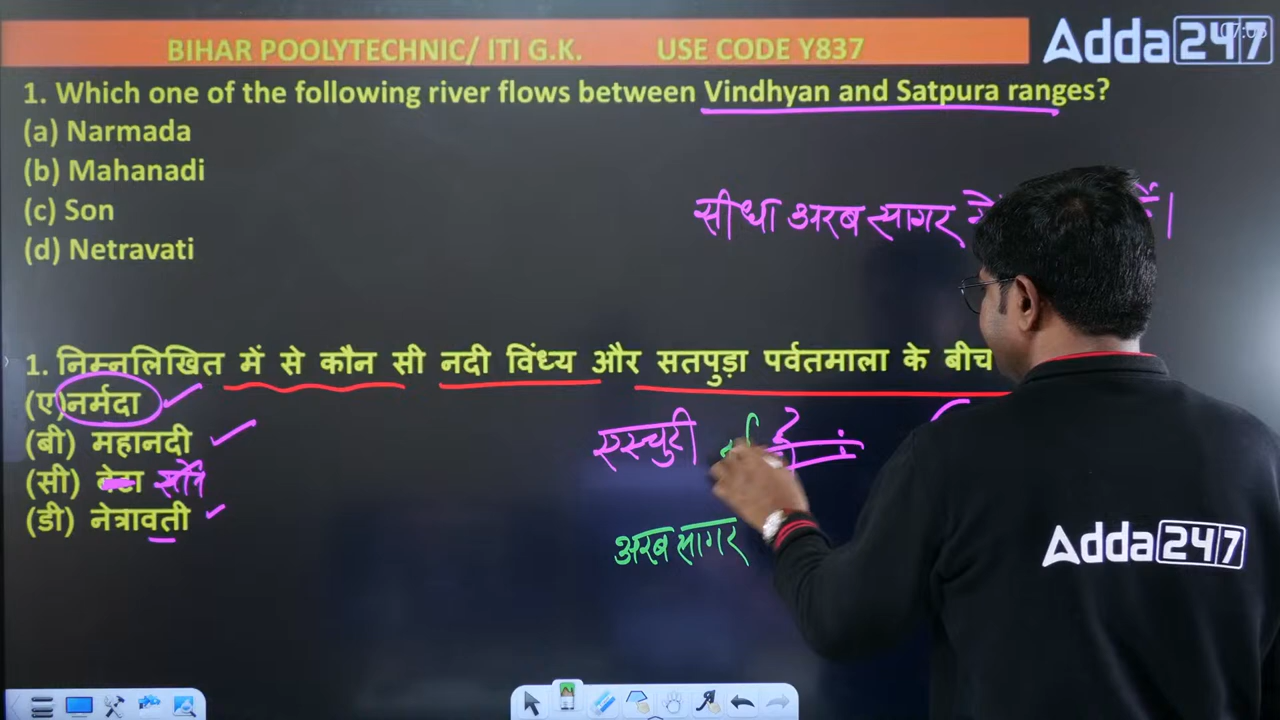 BIHAR POOLYTECHNIC/ ITI G.K. USE CODE Y837
Adda247
1. Which one of the following river flows between Vindhyan and Satpura ranges?
(a) Narmada
(b) Mahanadi
(c) Son
(d) Netravati
सीधा अरब सागर
1. निम्नलिखित में से कौन सी नदी विंध्य और सतपुड़ा पर्वतमाला के बीच
(ए) नर्मदा
(बी) महानदी
(सी) बेटा सोन
(डी) नेत्रावती
एस्चुरी
अरब सागर
Adda247